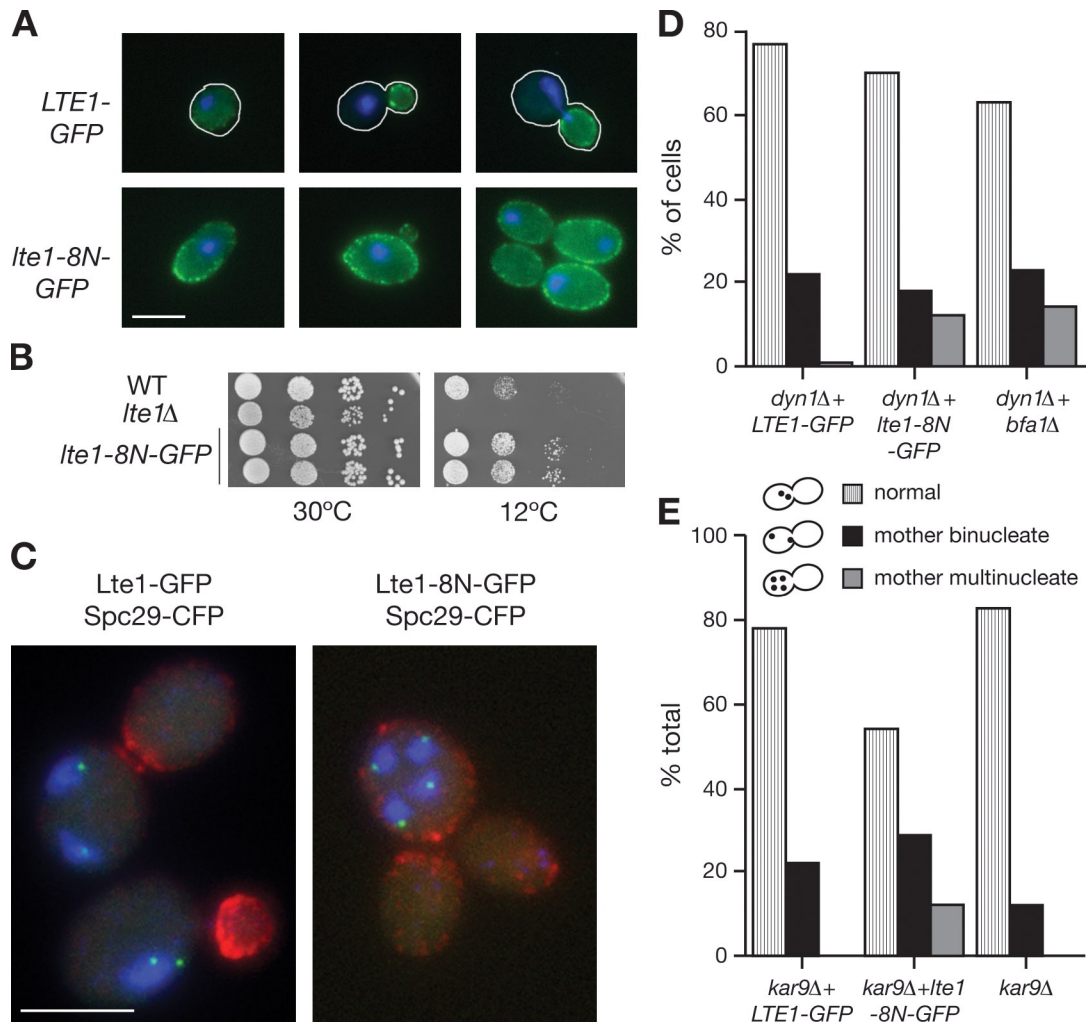 A
LTE1-
GFP
lte1-8N-
GFP
B
WT
lte1Δ
lte1-8N-GFP
30°C
12°C
C
Lte1-GFP
Spc29-CFP
Lte1-8N-GFP
Spc29-CFP
D
80
60
40
20
0
% of cells
dyn1Δ+
LTE1-GFP
dyn1Δ+
lte1-8N
-GFP
dyn1Δ+
bfa1Δ
normal
mother binucleate
mother multinucleate
E
100
80
60
40
20
0
% total
kar9Δ+
LTE1-GFP
kar9Δ+lte1
-8N-GFP
kar9Δ